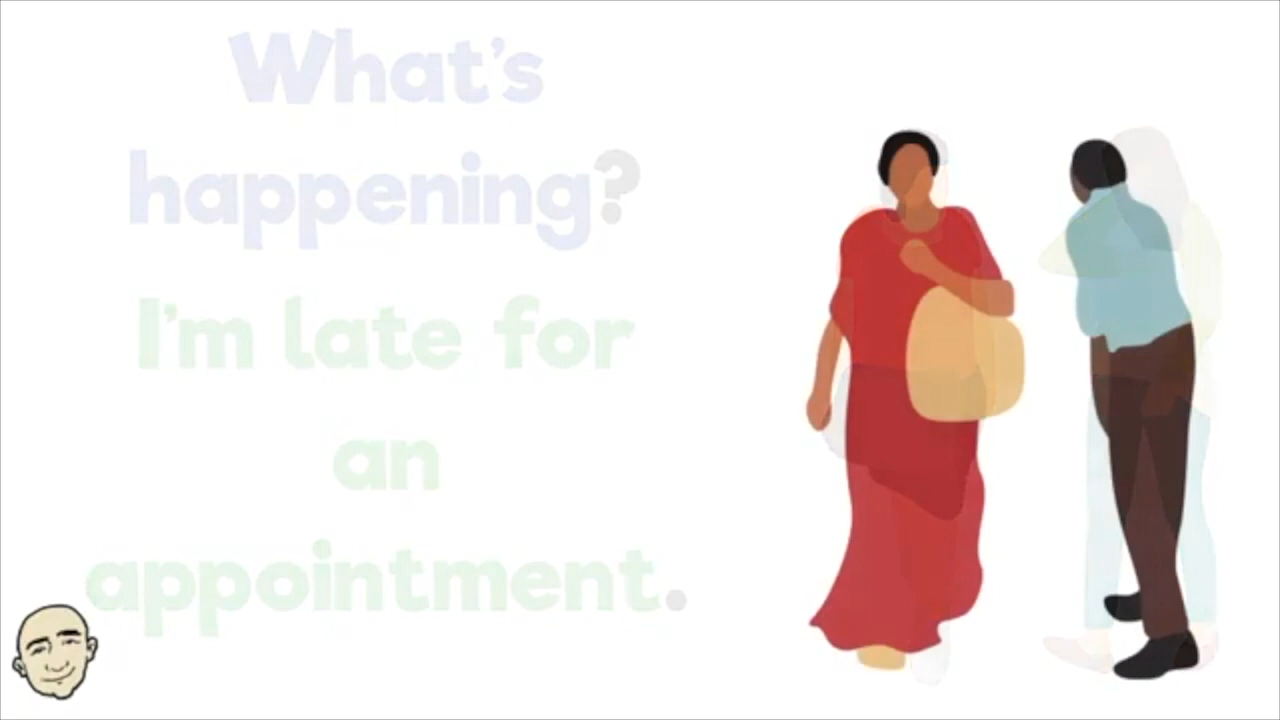 What's
happening?
I'm late for
an
appointment.